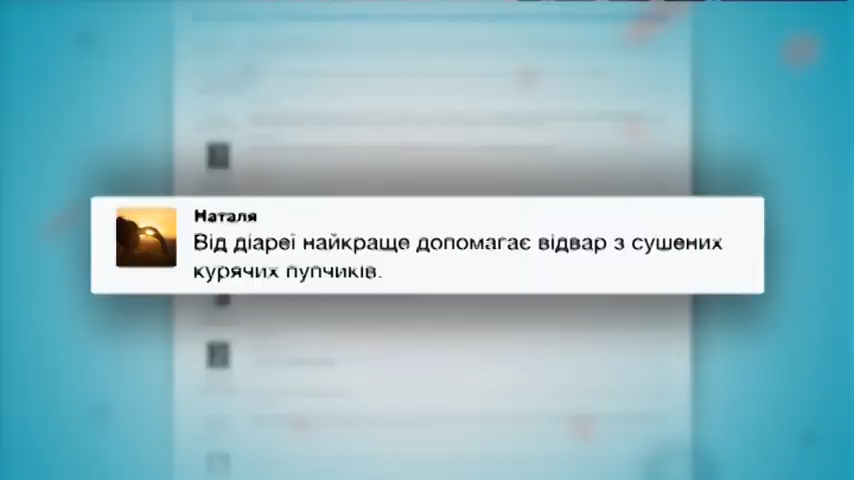 Наталя
Від діареї найкраще допомагає відвар з сушених
курячих пупчиків.